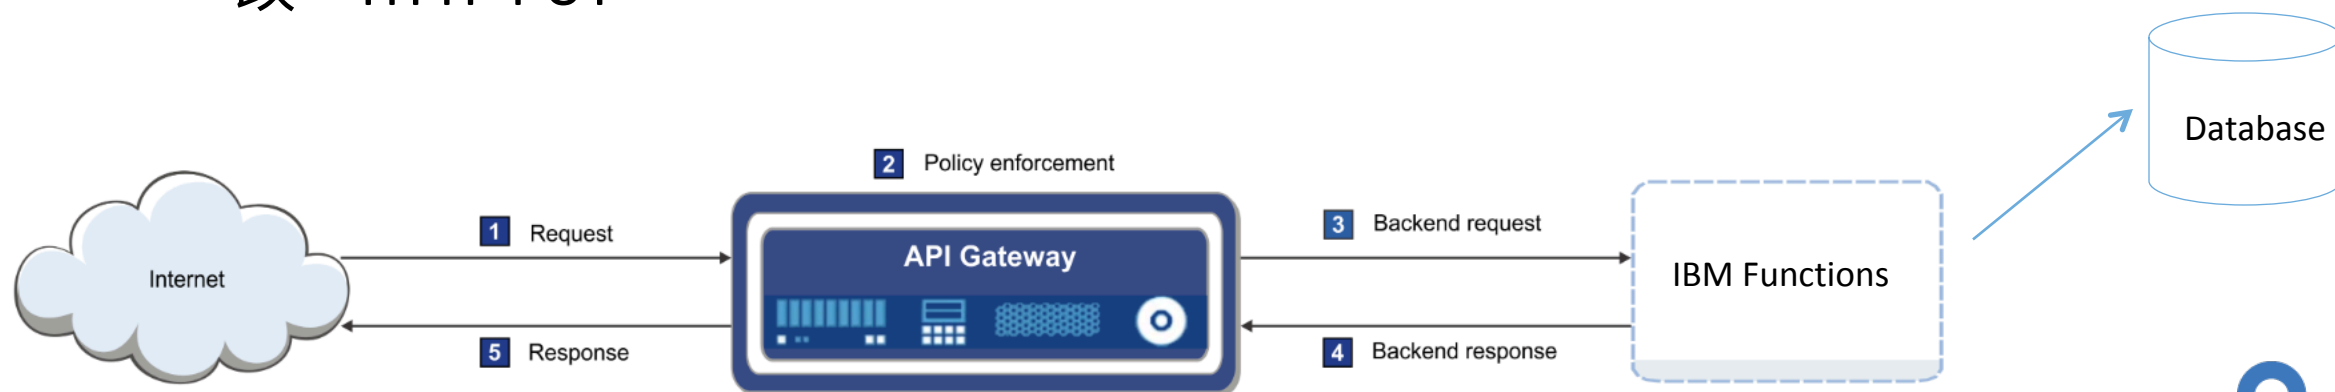 2 Policy enforcement
Database
1 Request
3 Backend request
API Gateway
Internet
IBM Functions
5 Response
4 Backend response